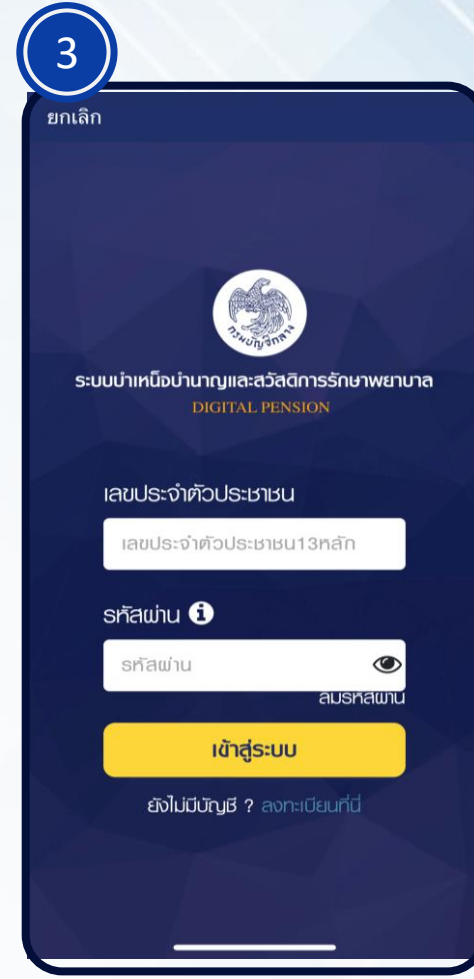 3
ยกเลิก
กรมบัญชีกลาง
ระบบบำเหน็จบำนาญและสวัสดิการรักษาพยาบาล
DIGITAL PENSION
เลขประจำตัวประชาชน
เลขประจำตัวประชาชน13หลัก
รหัสผ่าน
รหัสผ่าน
ลืมรหัสผ่าน
เข้าสู่ระบบ
ยังไม่มีบัญชี ? ลงทะเบียนที่นี่